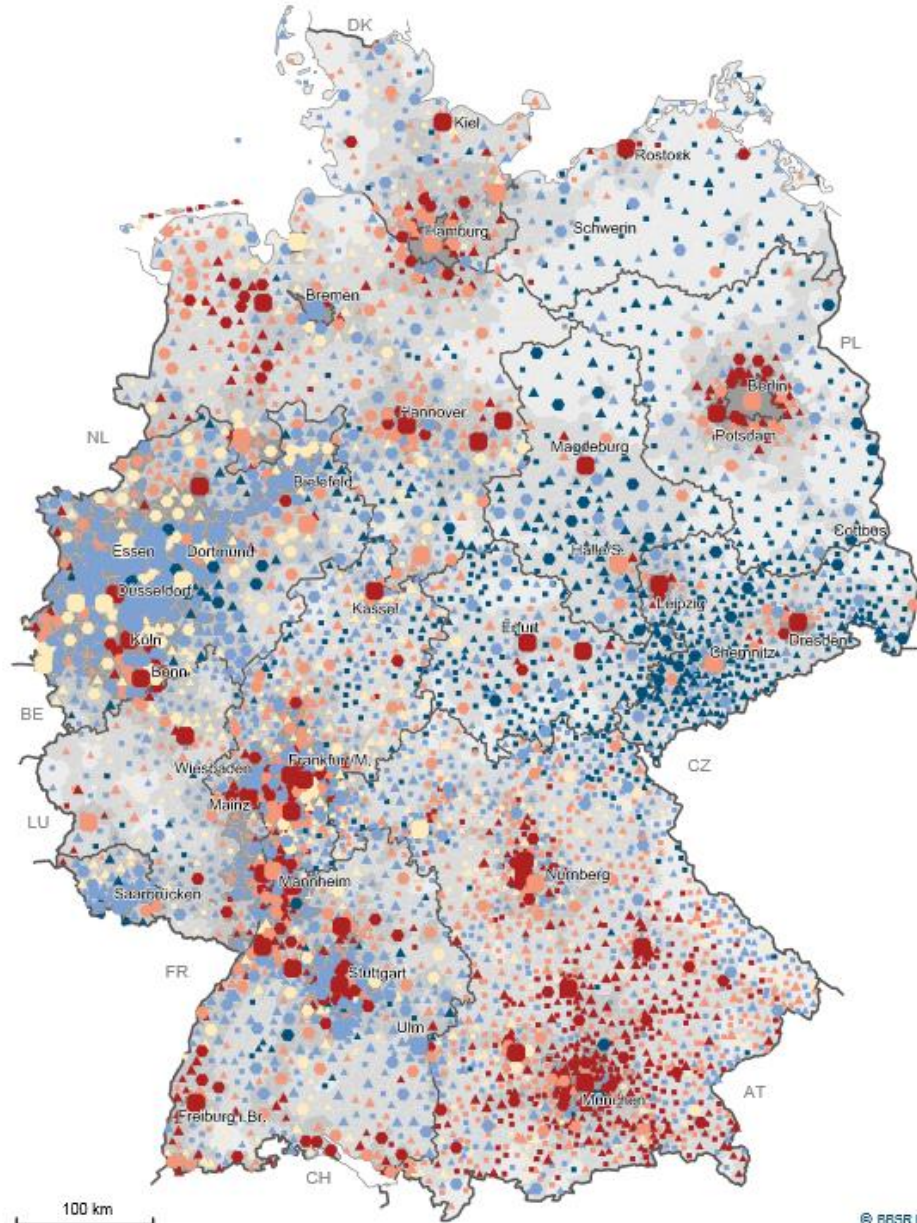 DK
Kiel
Rostock
Hamburg
Schwerin
Bremen
PL
Berlin
Hannover
Potsdam
NL
Magdeburg
Bielefeld
Cottbus
Essen
Dortmund
Halle/S.
Düsseldorf
Leipzig
Kassel
Köln
Erfurt
Dresden
Chemnitz
Bonn
BE
Frankfurt/M.
Wiesbaden
CZ
Mainz
LU
Mannheim
Nürnberg
Saarbrücken
FR
Stuttgart
Ulm
AT
München
Freiburg i.Br.
CH
100 km
© BBSR